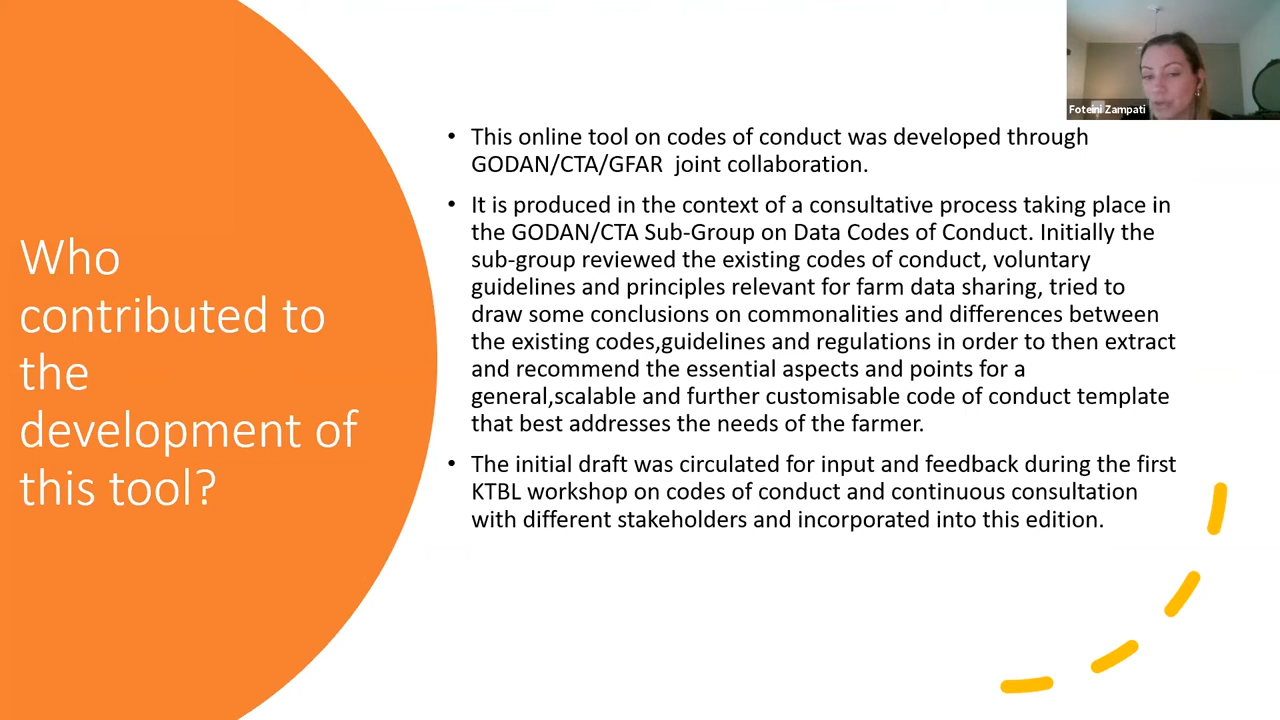 Who
contributed to
the
development of
this tool?
Foteini Zampati
• This online tool on codes of conduct was developed through
GODAN/CTA/GFAR  joint collaboration.
• It is produced in the context of a consultative process taking place in
the GODAN/CTA Sub-Group on Data Codes of Conduct. Initially the
sub-group reviewed the existing codes of conduct, voluntary
guidelines and principles relevant for farm data sharing, tried to
draw some conclusions on commonalities and differences between
the existing codes,guidelines and regulations in order to then extract
and recommend the essential aspects and points for a
general,scalable and further customisable code of conduct template
that best addresses the needs of the farmer.
• The initial draft was circulated for input and feedback during the first
KTBL workshop on codes of conduct and continuous consultation
with different stakeholders and incorporated into this edition.